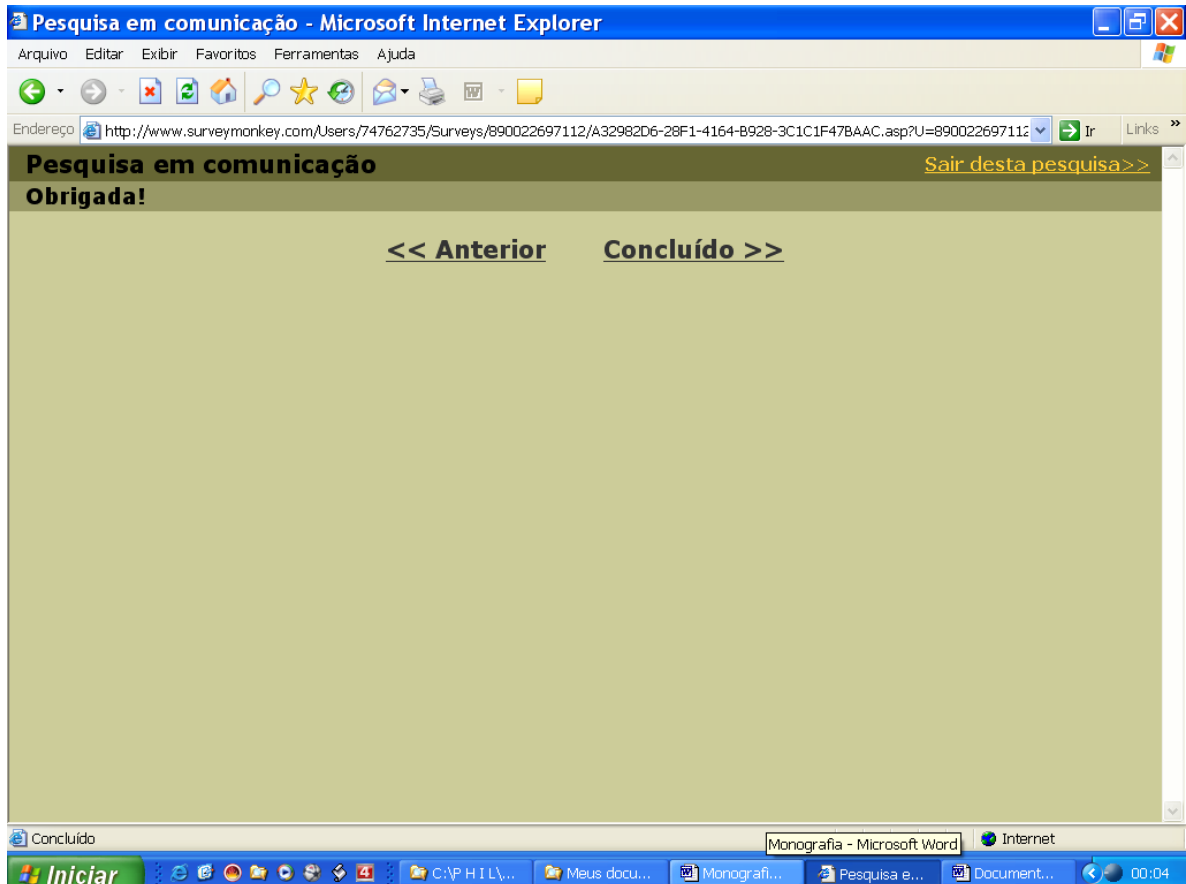 Pesquisa em comunicação - Microsoft Internet Explorer
Arquivo Editar Exibir Favoritos Ferramentas Ajuda
Endereço http://www.surveymonkey.com/Users/74762735/Surveys/890022697112/A32982D6-28F1-4164-B928-3C1C1F47BAAC.asp?U=890022697112 Ir Links »
Pesquisa em comunicação Sair desta pesquisa>>
Obrigada!
<< Anterior Concluído >>
Concluído Internet
Monografia - Microsoft Word
Iniciar C:\P H I L\... Meus docu... Monografi... Pesquisa e... Document... 00:04